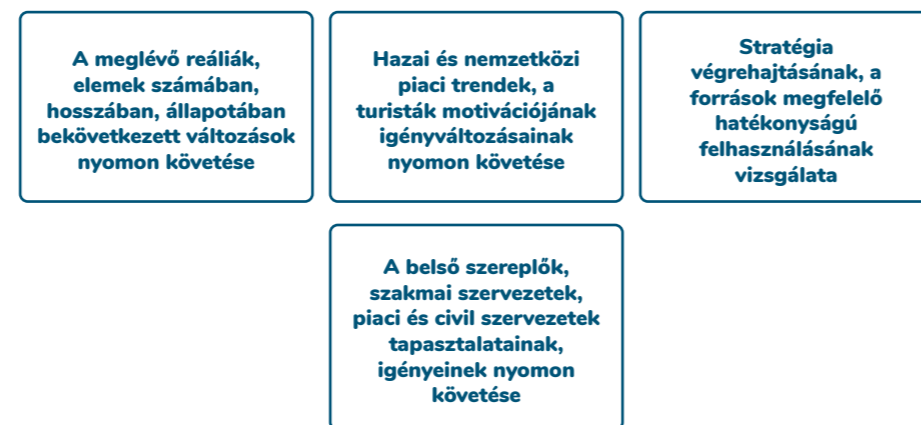 A meglévő reáliák,
elemek számában,
hosszában, állapotában
bekövetkezett változások
nyomon követése
Hazai és nemzetközi
piaci trendek, a
turisták motivációjának
igényváltozásainak
nyomon követése
Stratégia
végrehajtásának, a
források megfelelő
hatékonyságú
felhasználásának
vizsgálata
A belső szereplők,
szakmai szervezetek,
piaci és civil szervezetek
tapasztalatainak,
igényeinek nyomon
követése